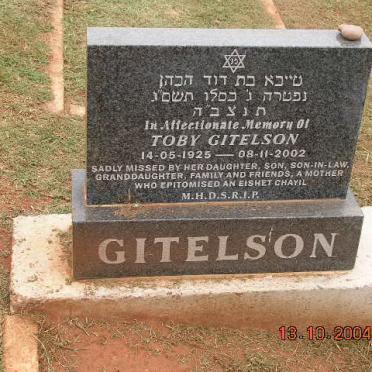 טייבא בת דוד הכהן
נפטרה ג׳ כסלו תשס״ג
ת נ צ ב״ה
In Affectionate Memory Of
TOBY GITELSON
14-05-1925 — 08-11-2002
SADLY MISSED BY HER DAUGHTER, SON, SON-IN-LAW,
GRANDDAUGHTER, FAMILY AND FRIENDS, A MOTHER
WHO EPITOMISED AN EISHET CHAYIL
M.H.D.S.R.I.P.
GITELSON
13.10.2004